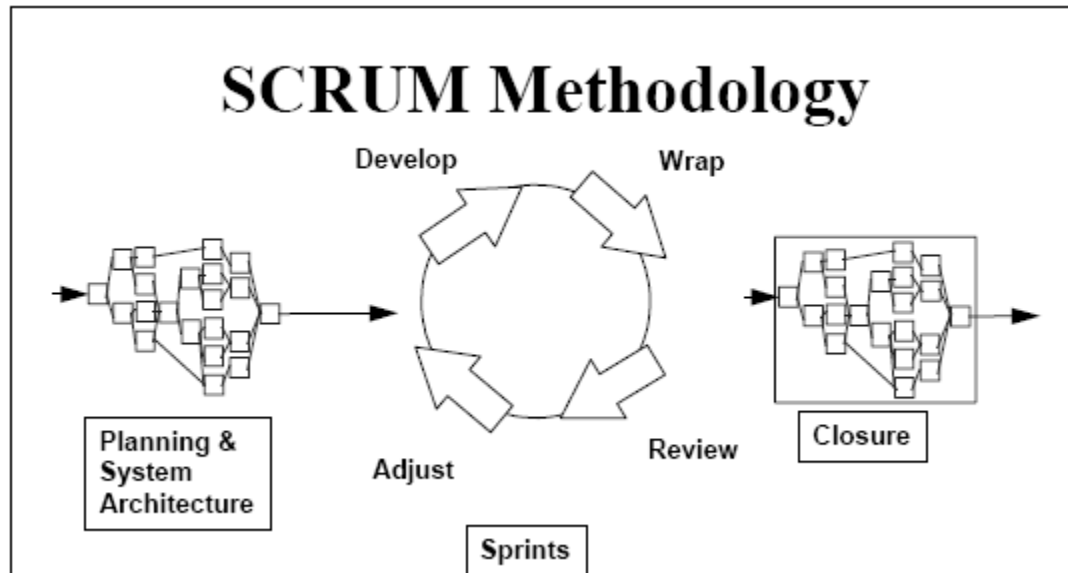 SCRUM Methodology
Develop
Wrap
Planning &
System
Architecture
Adjust
Review
Closure
Sprints